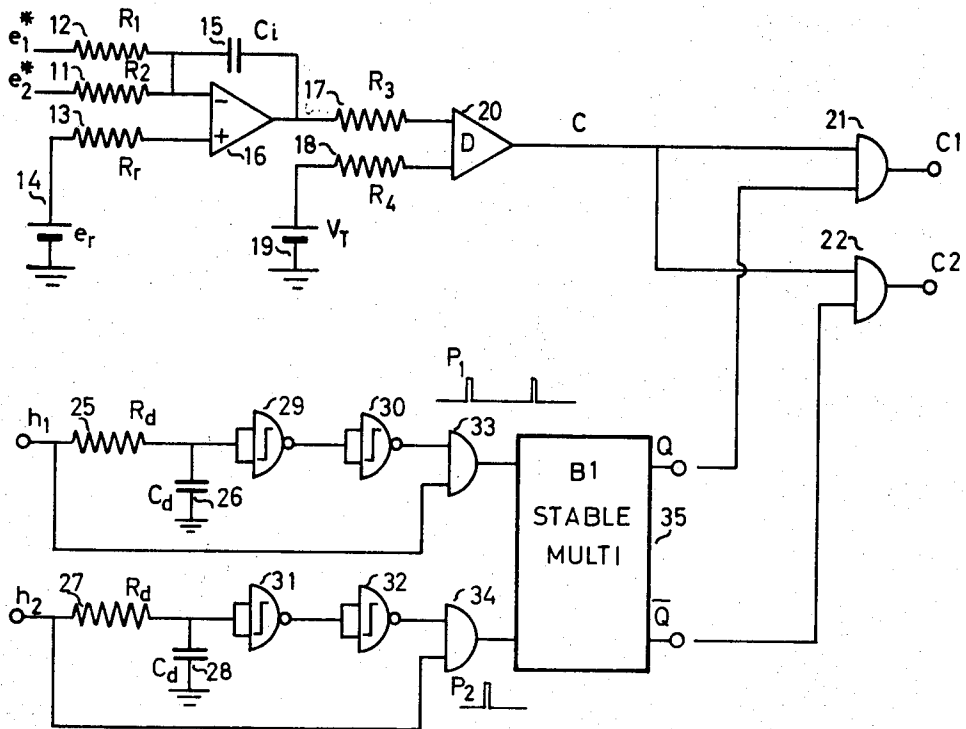 e1* 12 R1 15 Ci
e2* 11 R2
13 Rr
14 er
− + 16
17 R3
18 R4
19 VT
20 D
C
21 C1
22 C2
P1
h1 25 Rd 29 30 33
Cd 26
Q
B1
STABLE
MULTI
35
Q̅
h2 27 Rd 31 32 34
Cd 28
P2